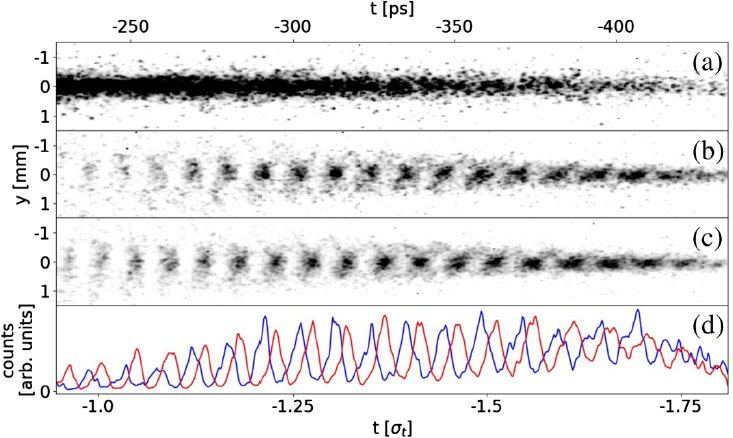 t [ps]
-250 -300 -350 -400
(a)
-1
0
1
(b)
-1
0
1
y [mm]
(c)
-1
0
1
(d)
counts
[arb. units]
0
-1.0 -1.25 -1.5 -1.75
t [σt]